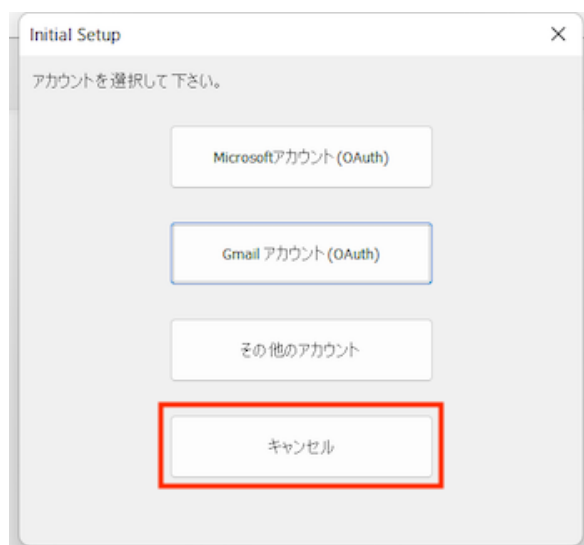 Initial Setup
アカウントを選択して下さい。
Microsoftアカウント(OAuth)
Gmail アカウント(OAuth)
その他のアカウント
キャンセル